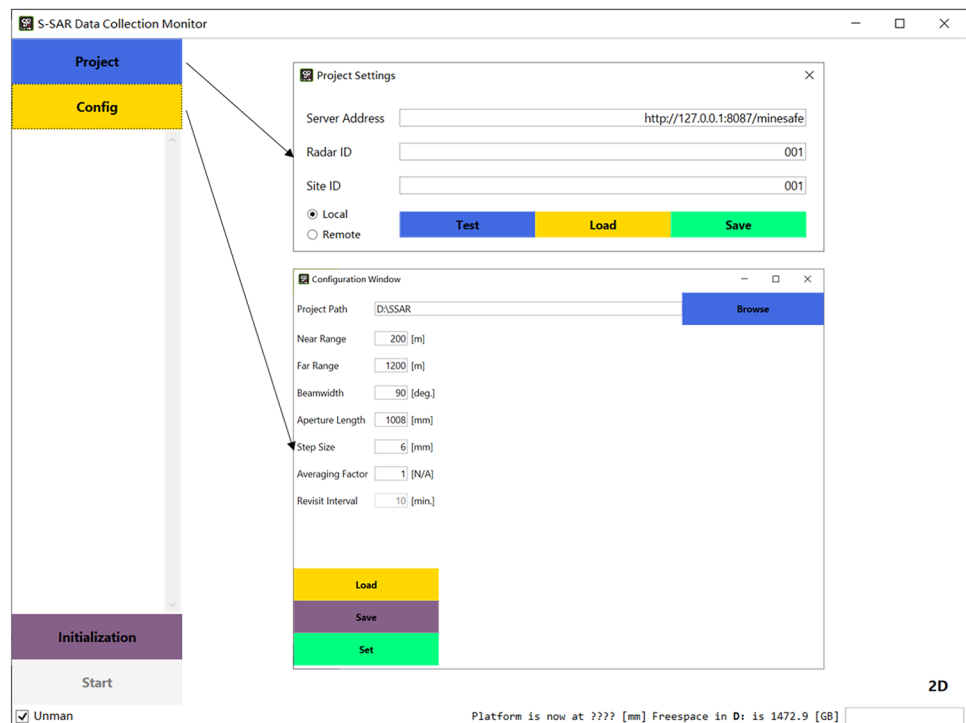 S-SAR Data Collection Monitor
Project
Config
Project Settings
Server Address http://127.0.0.1:8087/minesafe
Radar ID 001
Site ID 001
Local
Remote
Test Load Save
Configuration Window
Project Path D:\SSAR Browse
Near Range 200 [m]
Far Range 1200 [m]
Beamwidth 90 [deg.]
Aperture Length 1008 [mm]
Step Size 6 [mm]
Averaging Factor 1 [N/A]
Revisit Interval 10 [min.]
Load
Save
Set
Initialization
Start
2D
Unman
Platform is now at ???? [mm] Freespace in D: is 1472.9 [GB]